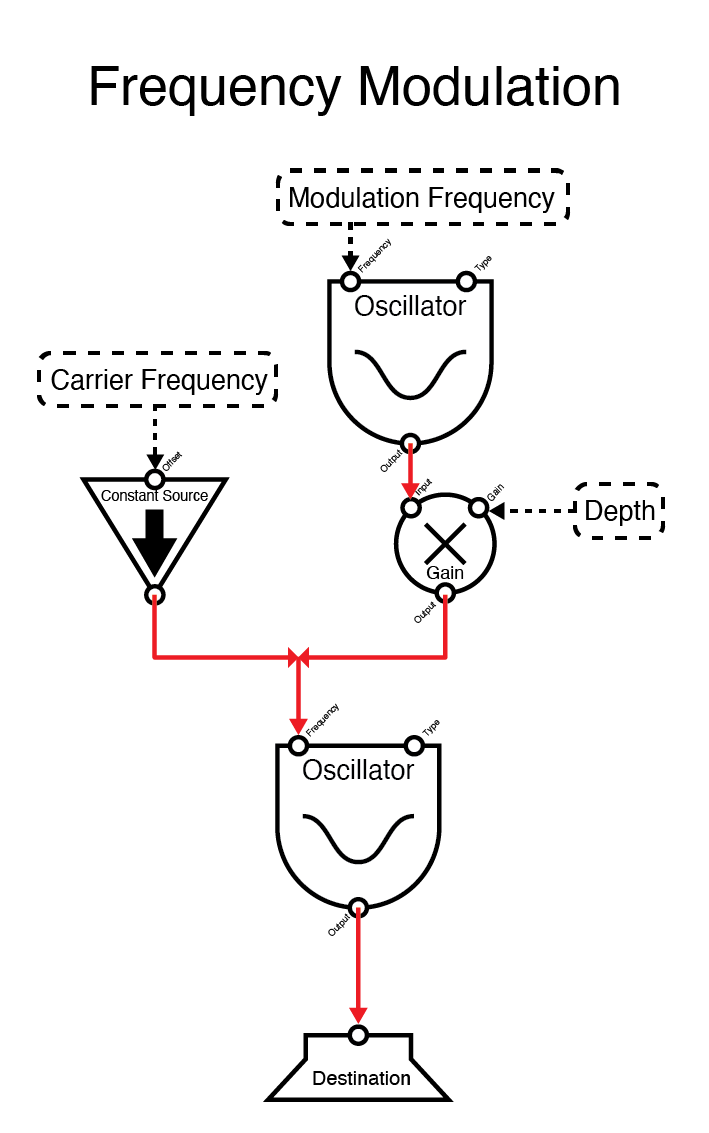 Frequency Modulation
Modulation Frequency
Frequency
Type
Oscillator
Output
Carrier Frequency
Offset
Constant Source
Input
Gain
Gain
Output
Depth
Frequency
Type
Oscillator
Output
Destination